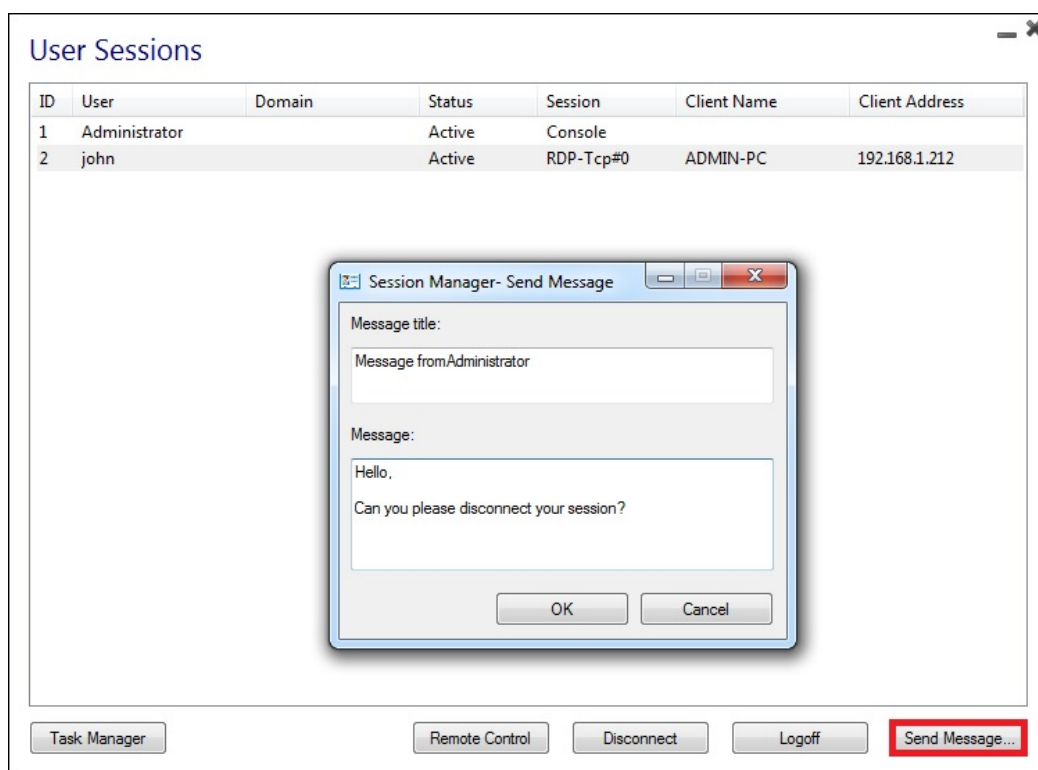 User Sessions
ID User Domain Status Session Client Name Client Address
1 Administrator Active Console
2 john Active RDP-Tcp#0 ADMIN-PC 192.168.1.212
Session Manager- Send Message
Message title:
Message fromAdministrator
Message:
Hello,
Can you please disconnect your session?
OK Cancel
Task Manager Remote Control Disconnect Logoff Send Message...